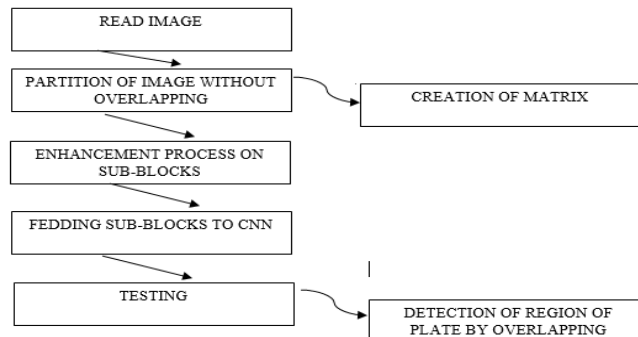 READ IMAGE
PARTITION OF IMAGE WITHOUT
OVERLAPPING
CREATION OF MATRIX
ENHANCEMENT PROCESS ON
SUB-BLOCKS
FEDDING SUB-BLOCKS TO CNN
TESTING
DETECTION OF REGION OF
PLATE BY OVERLAPPING